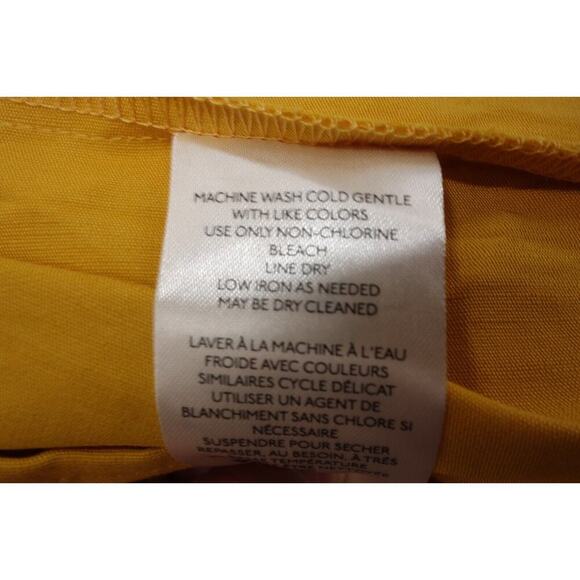 MACHINE WASH COLD GENTLE
WITH LIKE COLORS
USE ONLY NON-CHLORINE
BLEACH
LINE DRY
LOW IRON AS NEEDED
MAY BE DRY CLEANED
LAVER À LA MACHINE À L'EAU
FROIDE AVEC COULEURS
SIMILAIRES CYCLE DÉLICAT
UTILISER UN AGENT DE
BLANCHIMENT SANS CHLORE SI
NÉCESSAIRE
SUSPENDRE POUR SÉCHER
REPASSER, AU BESOIN, À TRÈS
TEMPÉRATURE